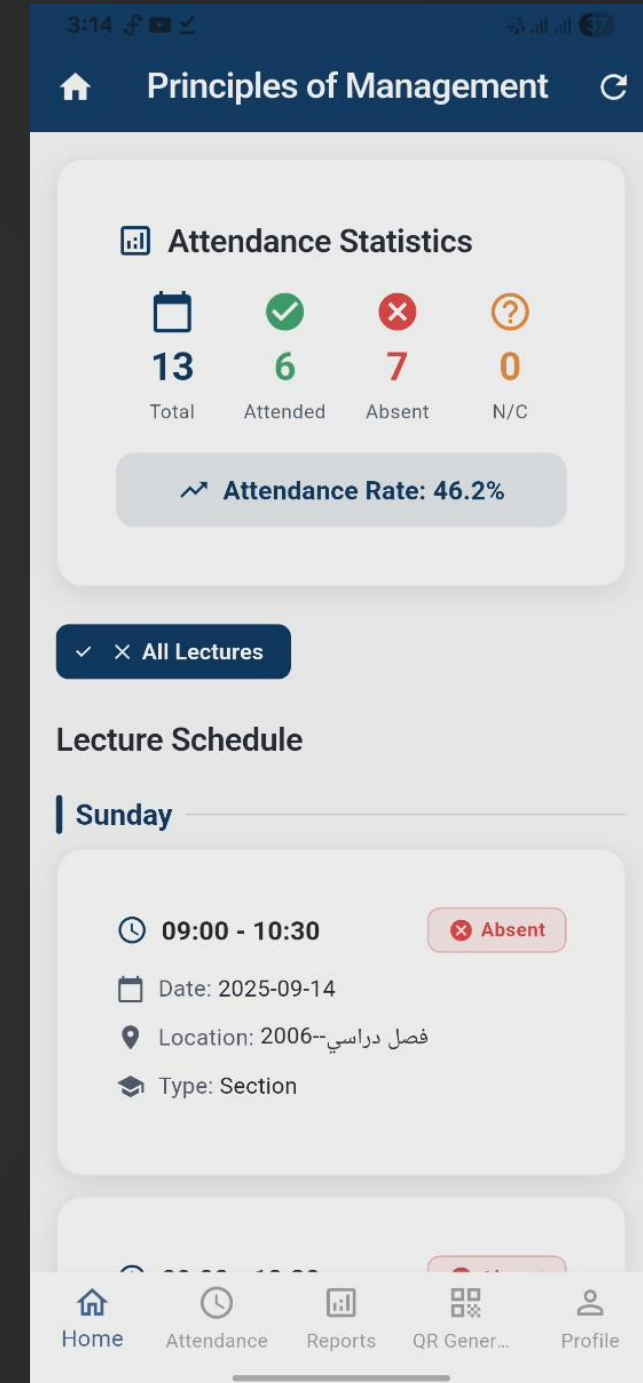 3:14 37
Principles of Management
Attendance Statistics
13 6 7 0
Total Attended Absent N/C
Attendance Rate: 46.2%
All Lectures
Lecture Schedule
Sunday
09:00 - 10:30 Absent
Date: 2025-09-14
Location: فصل دراسي--2006
Type: Section
Home Attendance Reports QR Gener... Profile